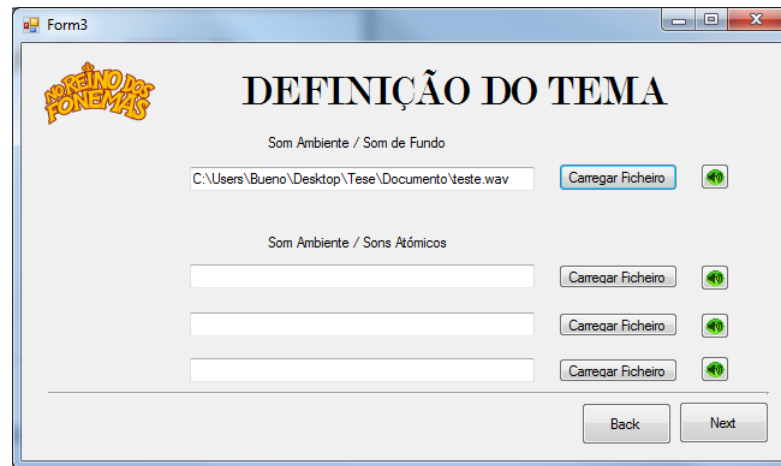 Form3
NO REINO DOS
FONEMAS
DEFINIÇÃO DO TEMA
Som Ambiente / Som de Fundo
C:\Users\Bueno\Desktop\Tese\Documento\teste.wav
Carregar Ficheiro
Som Ambiente / Sons Atómicos
Carregar Ficheiro
Carregar Ficheiro
Carregar Ficheiro
Back
Next